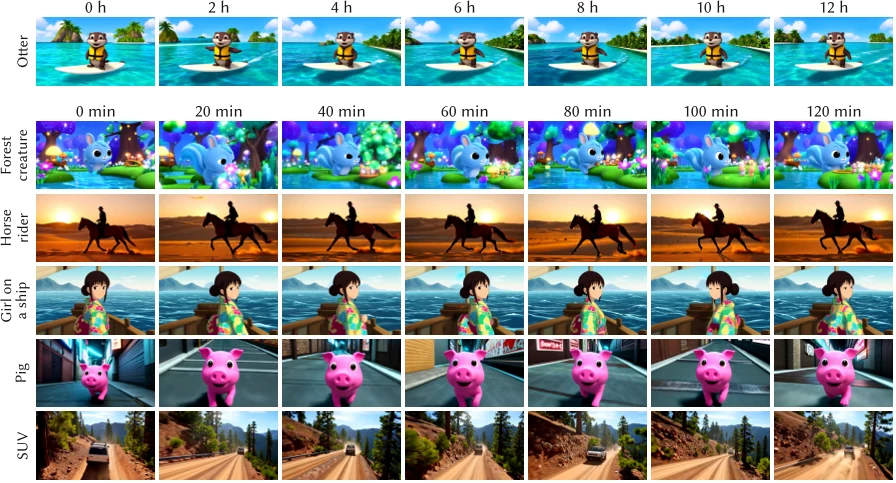 0 h 2 h 4 h 6 h 8 h 10 h 12 h
Otter
0 min 20 min 40 min 60 min 80 min 100 min 120 min
Forest
creature
Horse
rider
Girl on
a ship
Pig
SUV